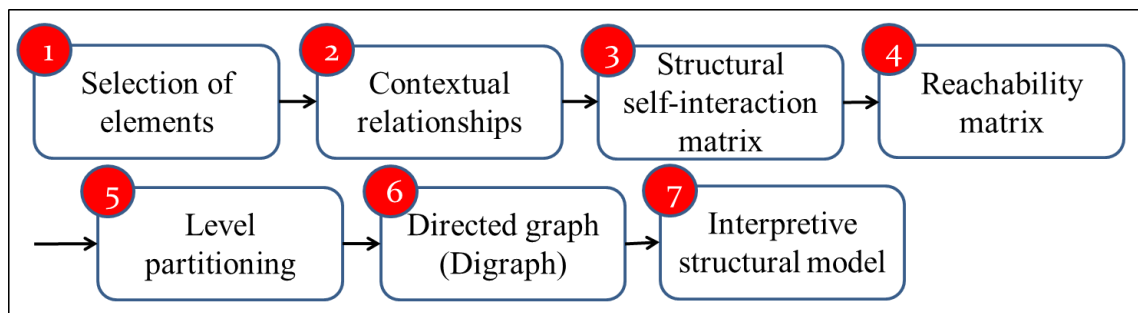 1
Selection of
elements
2
Contextual
relationships
3
Structural
self-interaction
matrix
4
Reachability
matrix
5
Level
partitioning
6
Directed graph
(Digraph)
7
Interpretive
structural model